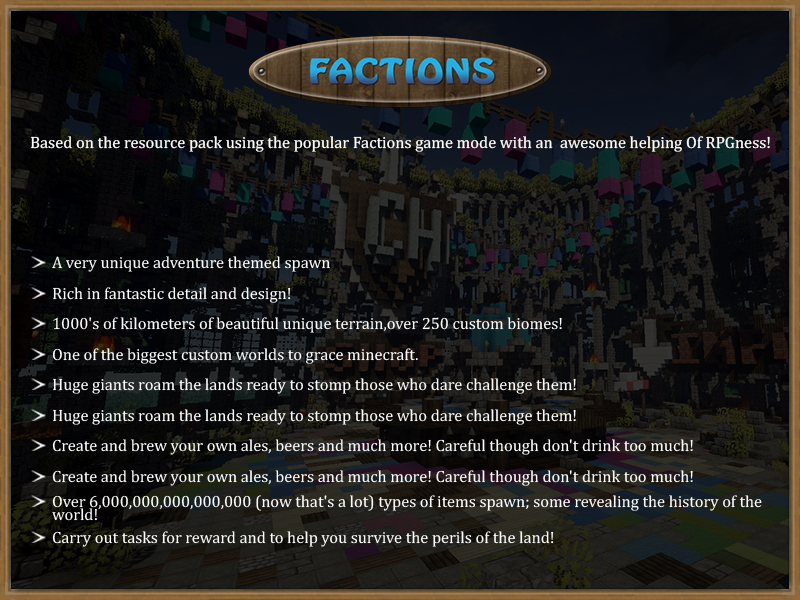 FACTIONS
Based on the resource pack using the popular Factions game mode with an  awesome helping Of RPGness!
A very unique adventure themed spawn
Rich in fantastic detail and design!
1000's of kilometers of beautiful unique terrain,over 250 custom biomes!
One of the biggest custom worlds to grace minecraft.
Huge giants roam the lands ready to stomp those who dare challenge them!
Huge giants roam the lands ready to stomp those who dare challenge them!
Create and brew your own ales, beers and much more! Careful though don't drink too much!
Create and brew your own ales, beers and much more! Careful though don't drink too much!
Over 6,000,000,000,000,000 (now that's a lot) types of items spawn; some revealing the history of the
world!
Carry out tasks for reward and to help you survive the perils of the land!